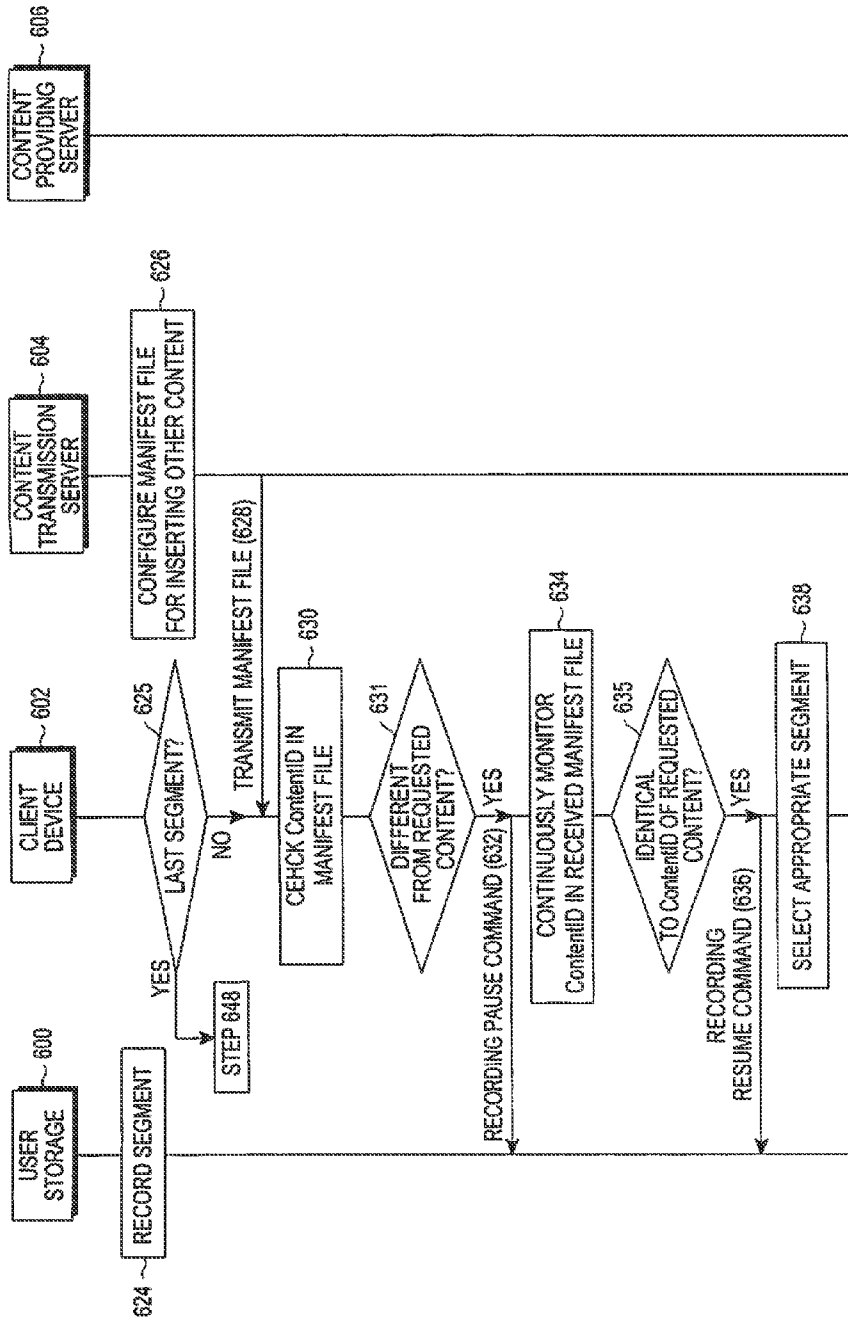 USER
STORAGE
600
CLIENT
DEVICE
602
CONTENT
TRANSMISSION
SERVER
604
CONTENT
PROVIDING
SERVER
606
624
RECORD SEGMENT
LAST SEGMENT?
625
YES
NO
STEP 648
CONFIGURE MANIFEST FILE
FOR INSERTING OTHER CONTENT
626
TRANSMIT MANIFEST FILE (628)
CEHCK ContentID IN
MANIFEST FILE
630
DIFFERENT
FROM REQUESTED
CONTENT?
631
YES
RECORDING PAUSE COMMAND (632)
CONTINUOUSLY MONITOR
ContentID IN RECEIVED MANIFEST FILE
634
IDENTICAL
TO ContentID OF REQUESTED
CONTENT?
635
YES
RECORDING
RESUME COMMAND (636)
SELECT APPROPRIATE SEGMENT
638